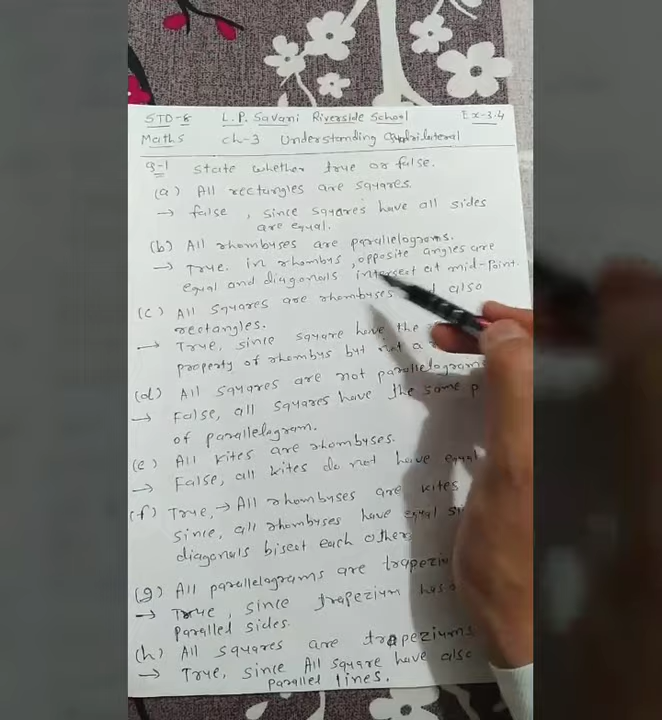 STD-8 L. P. Savani Riverside School Ex-3.4
Maths Ch-3 Understanding Quadrilateral
Q-1 State whether true or false.
(a) All rectangles are squares.
→ false, since squares have all sides
are equal.
(b) All rhombuses are parallelograms.
→ True. in rhombus, opposite angles are
equal and diagonals intersect at mid-point.
(c) All squares are rhombuses also
rectangles.
→ True, since square have the
property of rhombus but not a
(d) All squares are not parallelogram
→ False, all squares have the same
of parallelogram.
(e) All kites are rhombuses.
→ False, all kites do not have equal
(f) True, → All rhombuses are kites
since, all rhombuses have equal
diagonals bisect each other
(g) All parallelograms are
→ True, since trapezium has
parallel sides.
(h) All squares are trapeziums
→ True, since All square have also
parallel lines.